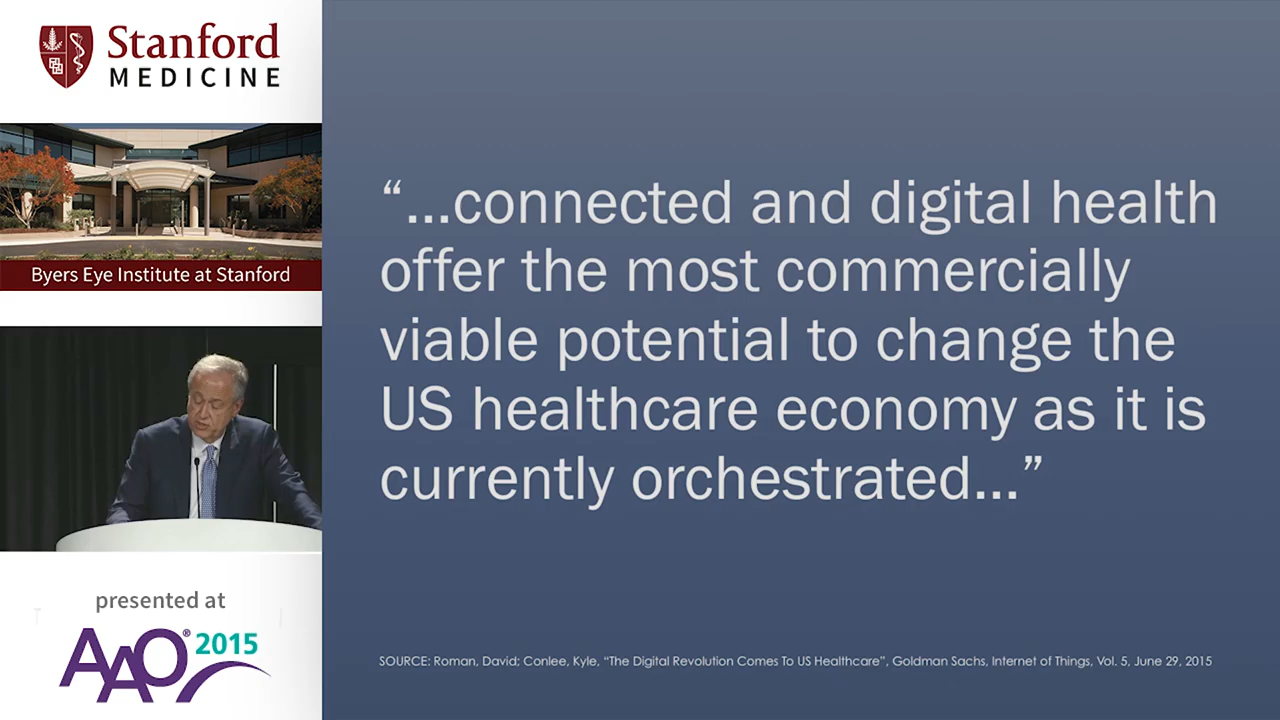 Stanford
MEDICINE
Byers Eye Institute at Stanford
presented at
AAO® 2015
“...connected and digital health
offer the most commercially
viable potential to change the
US healthcare economy as it is
currently orchestrated...”
SOURCE: Roman, David; Conlee, Kyle, “The Digital Revolution Comes To US Healthcare”, Goldman Sachs, Internet of Things, Vol. 5, June 29, 2015